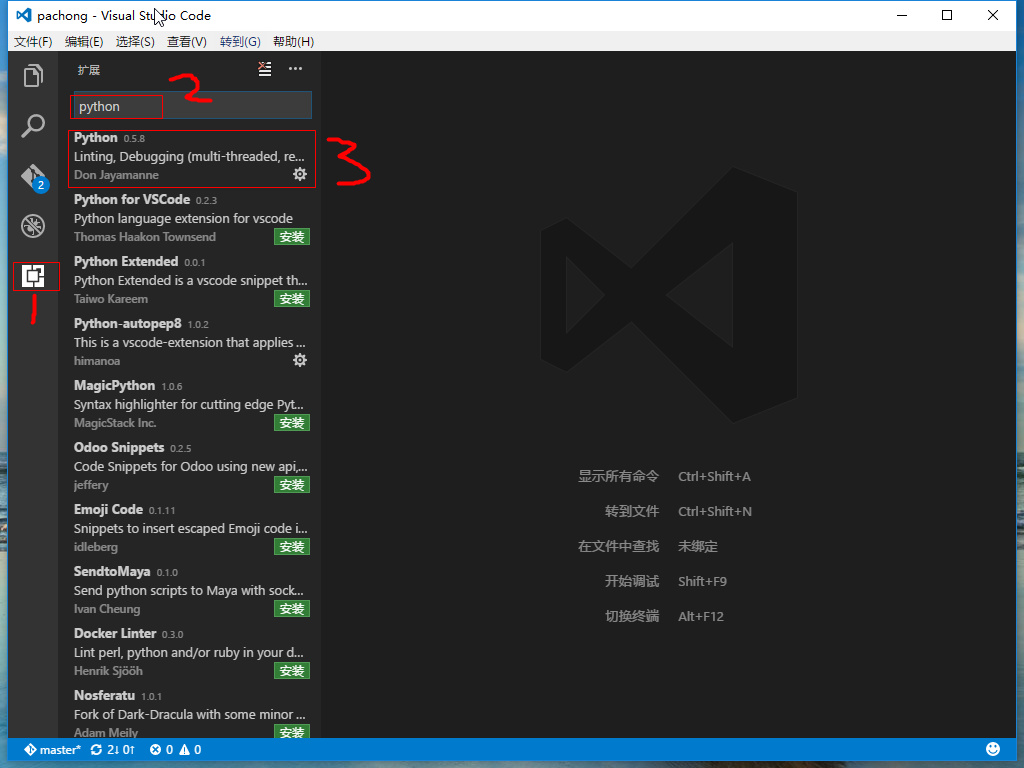 pachong - Visual Studio Code
文件(F) 编辑(E) 选择(S) 查看(V) 转到(G) 帮助(H)
扩展
2
python
Python 0.5.8
Linting, Debugging (multi-threaded, re...
Don Jayamanne
3
2
Python for VSCode 0.2.3
Python language extension for vscode
Thomas Haakon Townsend 安装
Python Extended 0.0.1
Python Extended is a vscode snippet th...
Taiwo Kareem 安装
1
Python-autopep8 1.0.2
This is a vscode-extension that applies ...
himanoa
MagicPython 1.0.6
Syntax highlighter for cutting edge Pyt...
MagicStack Inc. 安装
Odoo Snippets 0.2.5
Code Snippets for Odoo using new api,...
jeffery 安装
Emoji Code 0.1.11
Snippets to insert escaped Emoji code i...
idleberg 安装
SendtoMaya 0.1.0
Send python scripts to Maya with sock...
Ivan Cheung 安装
Docker Linter 0.3.0
Lint perl, python and/or ruby in your d...
Henrik Sjööh 安装
Nosferatu 1.0.1
Fork of Dark-Dracula with some minor ...
Adam Meily 安装
显示所有命令 Ctrl+Shift+A
转到文件 Ctrl+Shift+N
在文件中查找 未绑定
开始调试 Shift+F9
切换终端 Alt+F12
master* 2↓ 0↑ 0 0